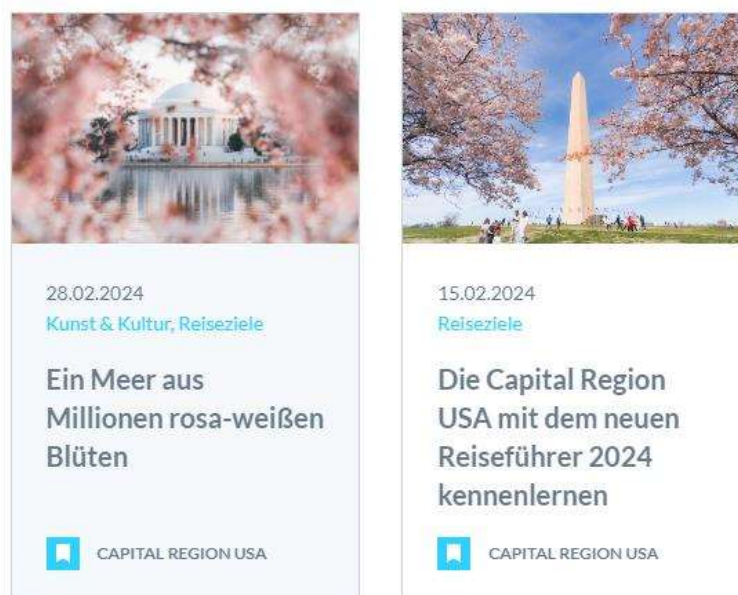 28.02.2024
Kunst & Kultur, Reiseziele
Ein Meer aus
Millionen rosa-weißen
Blüten
CAPITAL REGION USA
15.02.2024
Reiseziele
Die Capital Region
USA mit dem neuen
Reiseführer 2024
kennenlernen
CAPITAL REGION USA